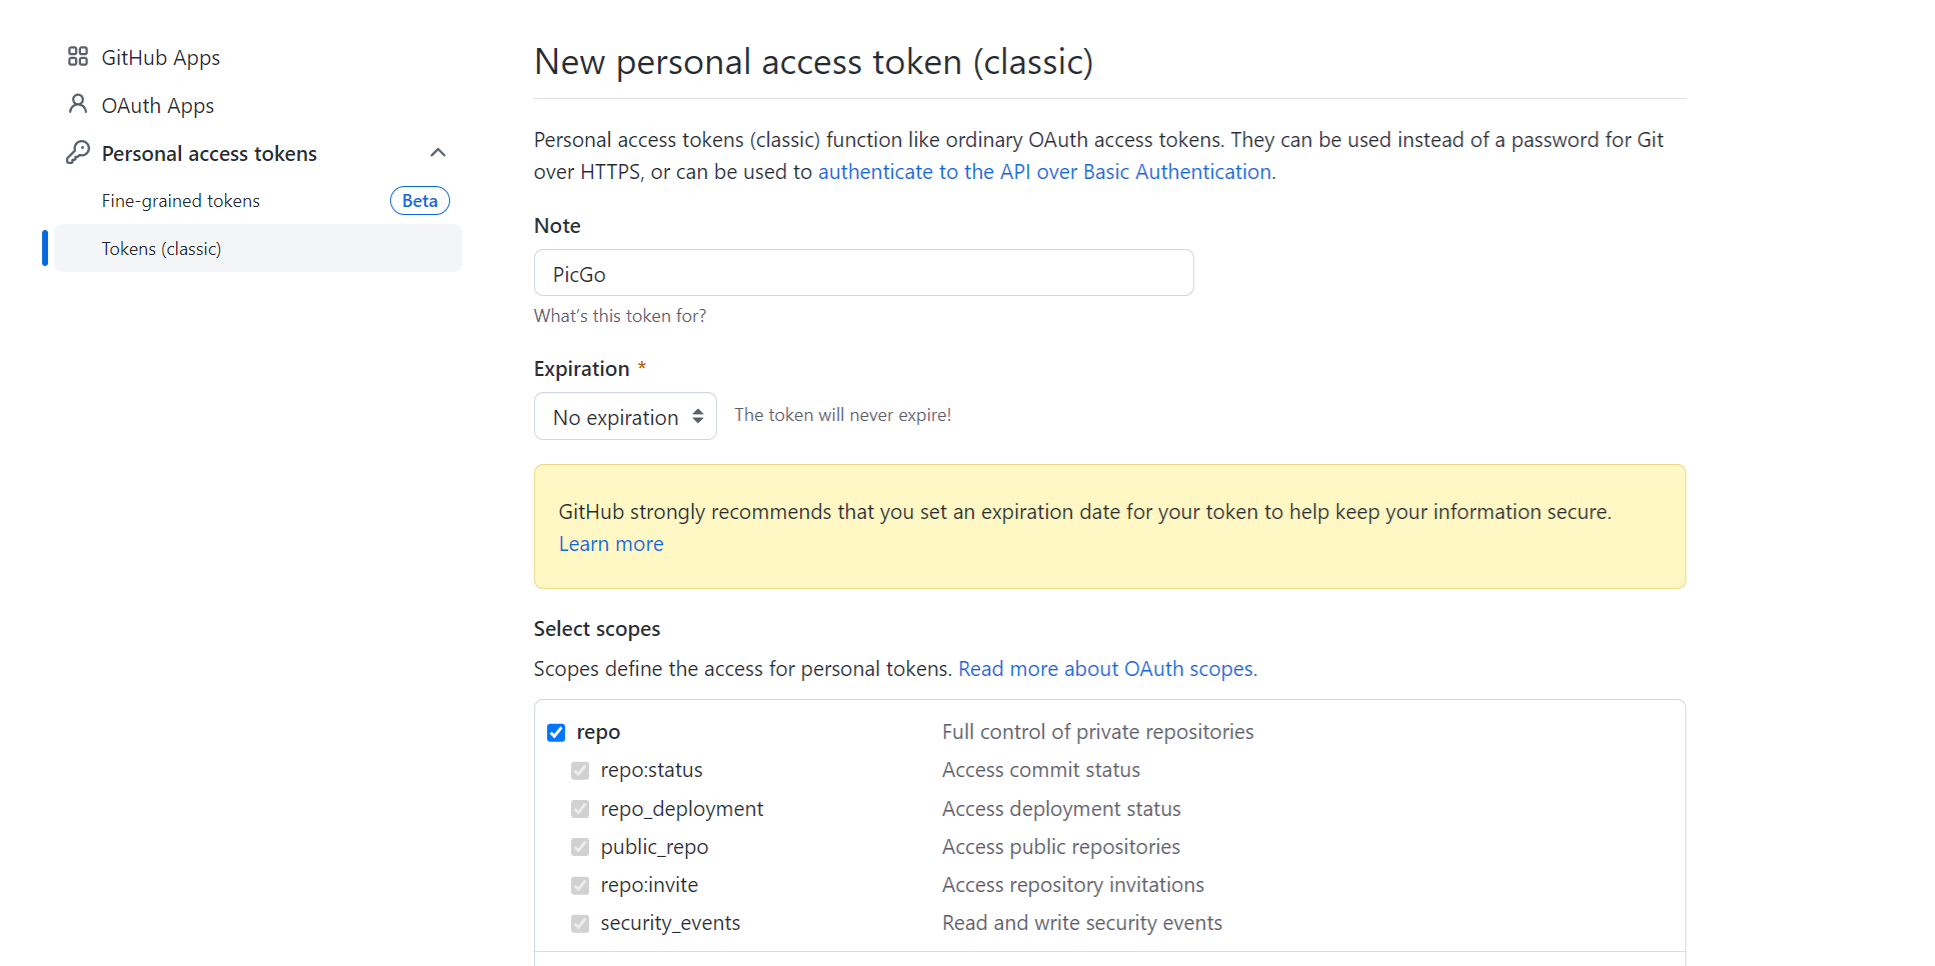 GitHub Apps
OAuth Apps
Personal access tokens
Fine-grained tokens Beta
Tokens (classic)
New personal access token (classic)
Personal access tokens (classic) function like ordinary OAuth access tokens. They can be used instead of a password for Git
over HTTPS, or can be used to authenticate to the API over Basic Authentication.
Note
PicGo
What’s this token for?
Expiration *
No expiration The token will never expire!
GitHub strongly recommends that you set an expiration date for your token to help keep your information secure.
Learn more
Select scopes
Scopes define the access for personal tokens. Read more about OAuth scopes.
repo Full control of private repositories
repo:status Access commit status
repo_deployment Access deployment status
public_repo Access public repositories
repo:invite Access repository invitations
security_events Read and write security events